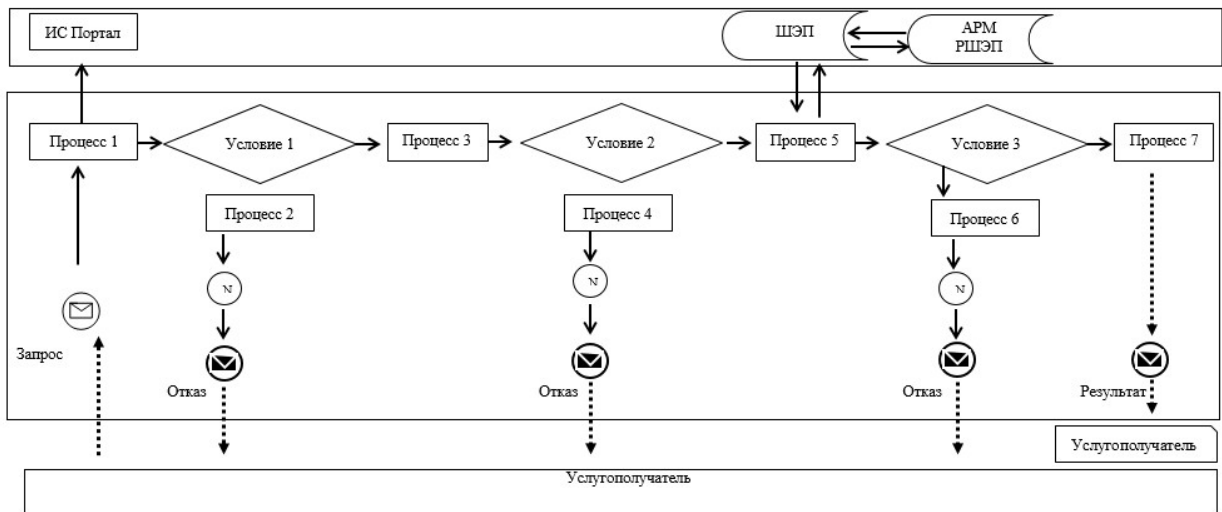 ИС Портал
ШЭП
АРМ
РШЭП
Процесс 1
Условие 1
Процесс 3
Условие 2
Процесс 5
Условие 3
Процесс 7
Процесс 2
Процесс 4
Процесс 6
N
N
N
Запрос
Отказ
Отказ
Отказ
Результат
Услугополучатель
Услугополучатель